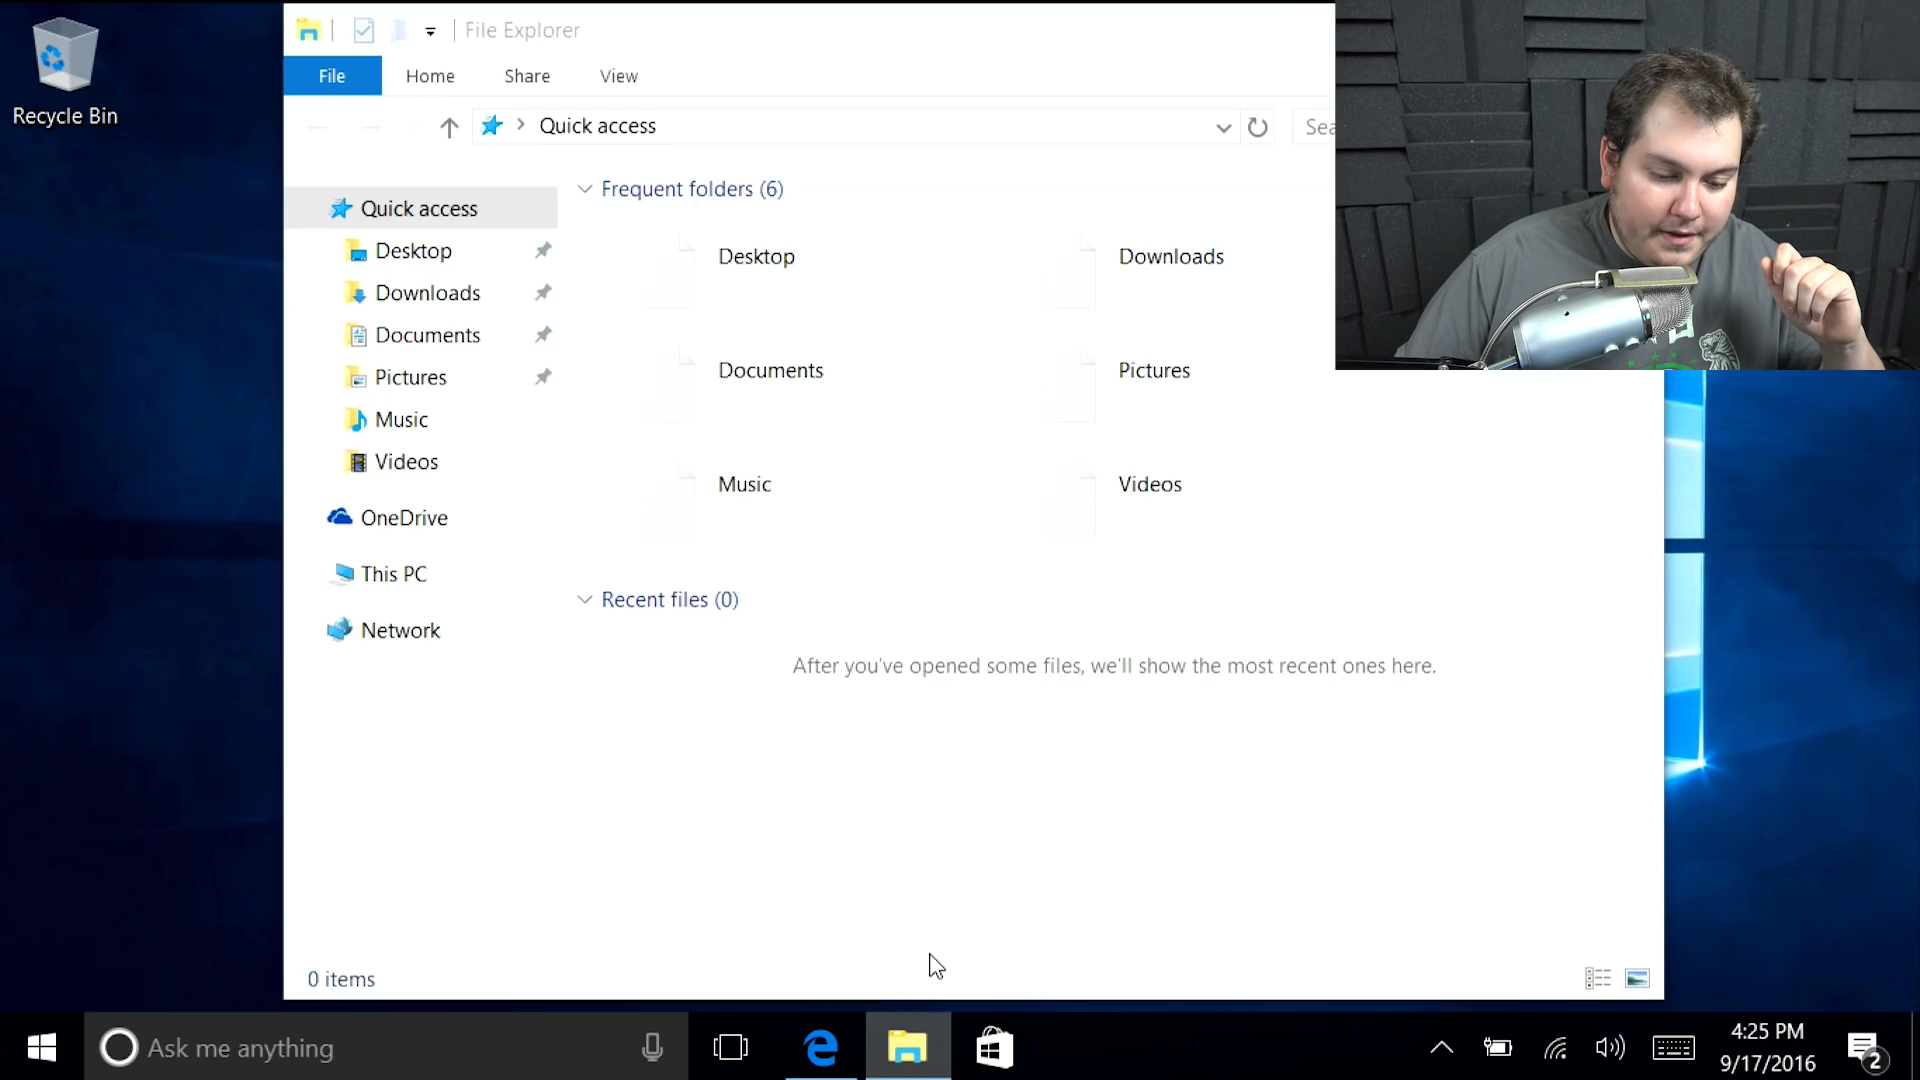 Recycle Bin
File Explorer
File Home Share View
Quick access
Sea
Quick access
Desktop
Downloads
Documents
Pictures
Music
Videos
OneDrive
This PC
Network
Frequent folders (6)
Desktop
Downloads
Documents
Pictures
Music
Videos
Recent files (0)
After you've opened some files, we'll show the most recent ones here.
0 items
Ask me anything
4:25 PM
9/17/2016
2